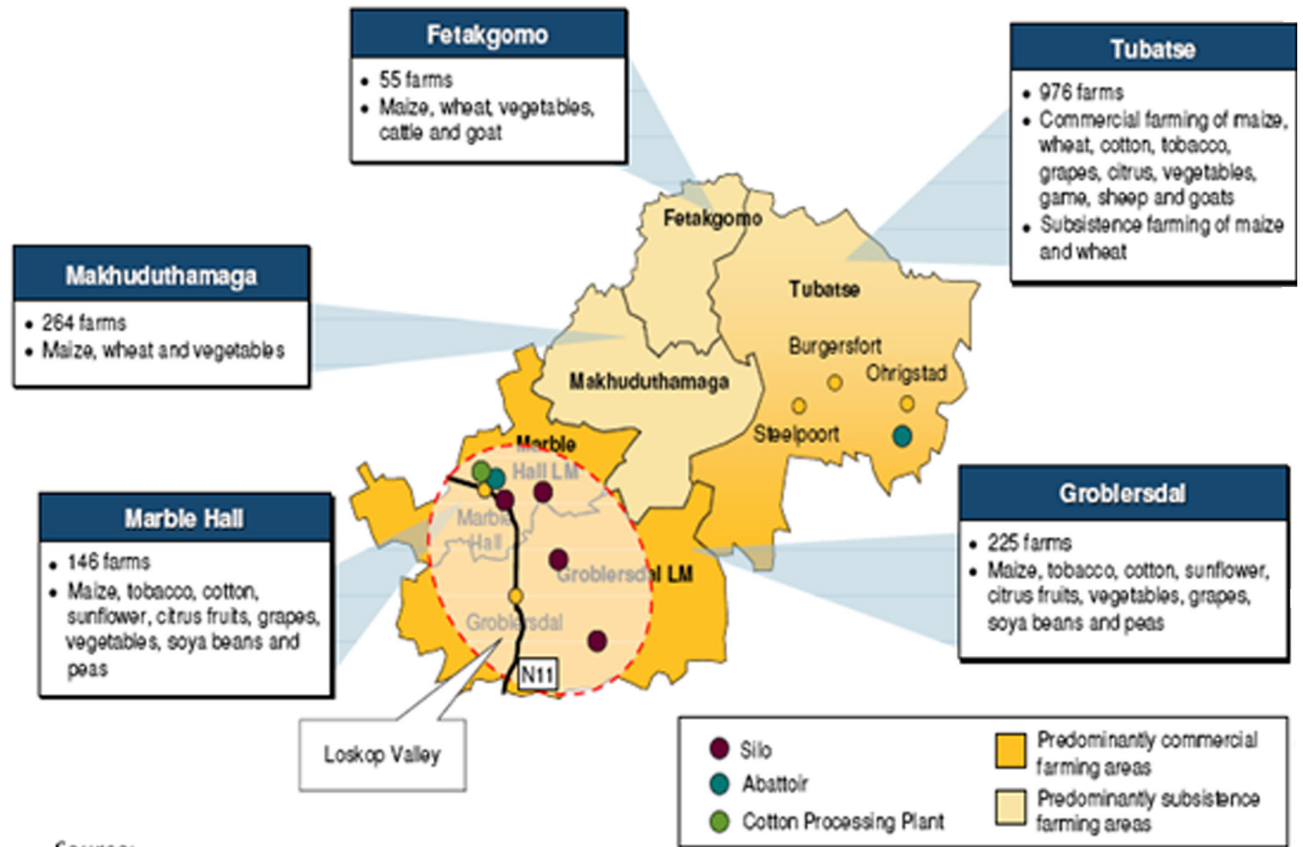 Fetakgomo
• 55 farms
• Maize, wheat, vegetables,
cattle and goat
Tubatse
• 976 farms
• Commercial farming of maize,
wheat, cotton, tobacco,
grapes, citrus, vegetables,
game, sheep and goats
• Subsistence farming of maize
and wheat
Makhuduthamaga
• 264 farms
• Maize, wheat and vegetables
Fetakgomo
Tubatse
Burgersfort
Ohrigstad
Steelpoort
Makhuduthamaga
Marble
Hall LM
Marble
Hall
Groblersdal LM
Groblersdal
N11
Marble Hall
• 146 farms
• Maize, tobacco, cotton,
sunflower, citrus fruits, grapes,
vegetables, soya beans and
peas
Groblersdal
• 225 farms
• Maize, tobacco, cotton, sunflower,
citrus fruits, vegetables, grapes,
soya beans and peas
Loskop Valley
Silo
Abattoir
Cotton Processing Plant
Predominantly commercial
farming areas
Predominantly subsistence
farming areas